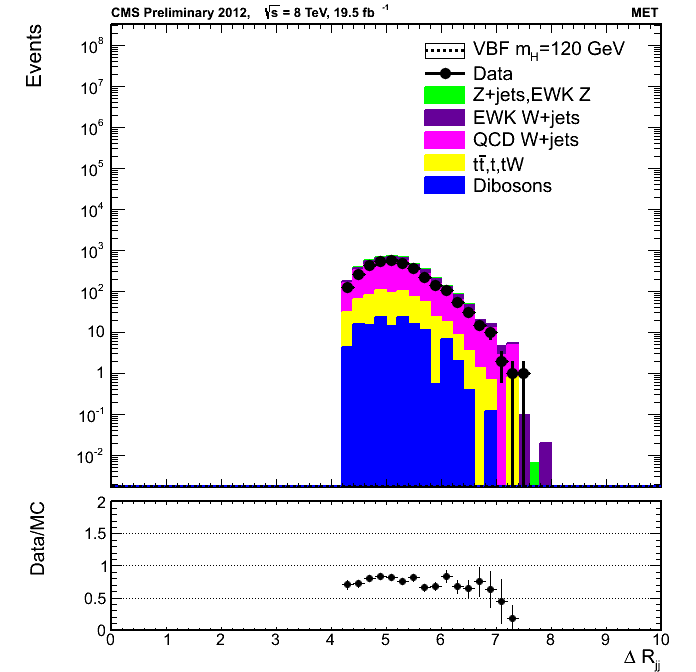 CMS Preliminary 2012, √s = 8 TeV, 19.5 fb⁻¹ MET
Events
VBF m_H=120 GeV
Data
Z+jets,EWK Z
EWK W+jets
QCD W+jets
tt̄,t,tW
Dibosons
10⁸
10⁷
10⁶
10⁵
10⁴
10³
10²
10
1
10⁻¹
10⁻²
Data/MC
2
1.5
1
0.5
0
0 1 2 3 4 5 6 7 8 9 10
Δ R_jj